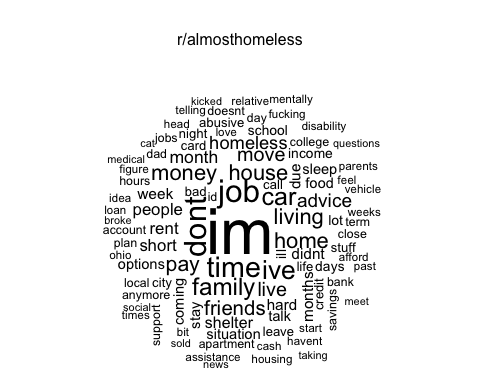 r/almosthomeless
kicked relative mentally
telling doesnt day fucking
head abusive disability
jobs night love school
cat card homeless college questions
dad month move income
medical money house due sleep parents
figure call food feel
hours bad id job car advice vehicle
idea week
loan people dont living lot weeks
broke term
account rent im close
plan short home stuff
ohio ill didnt afford
options pay time ive life days past
local city family live months credit bank
anymore coming savings meet
social stay friends hard
times support shelter talk start
bit situation leave havent
sold apartment cash taking
assistance housing
news